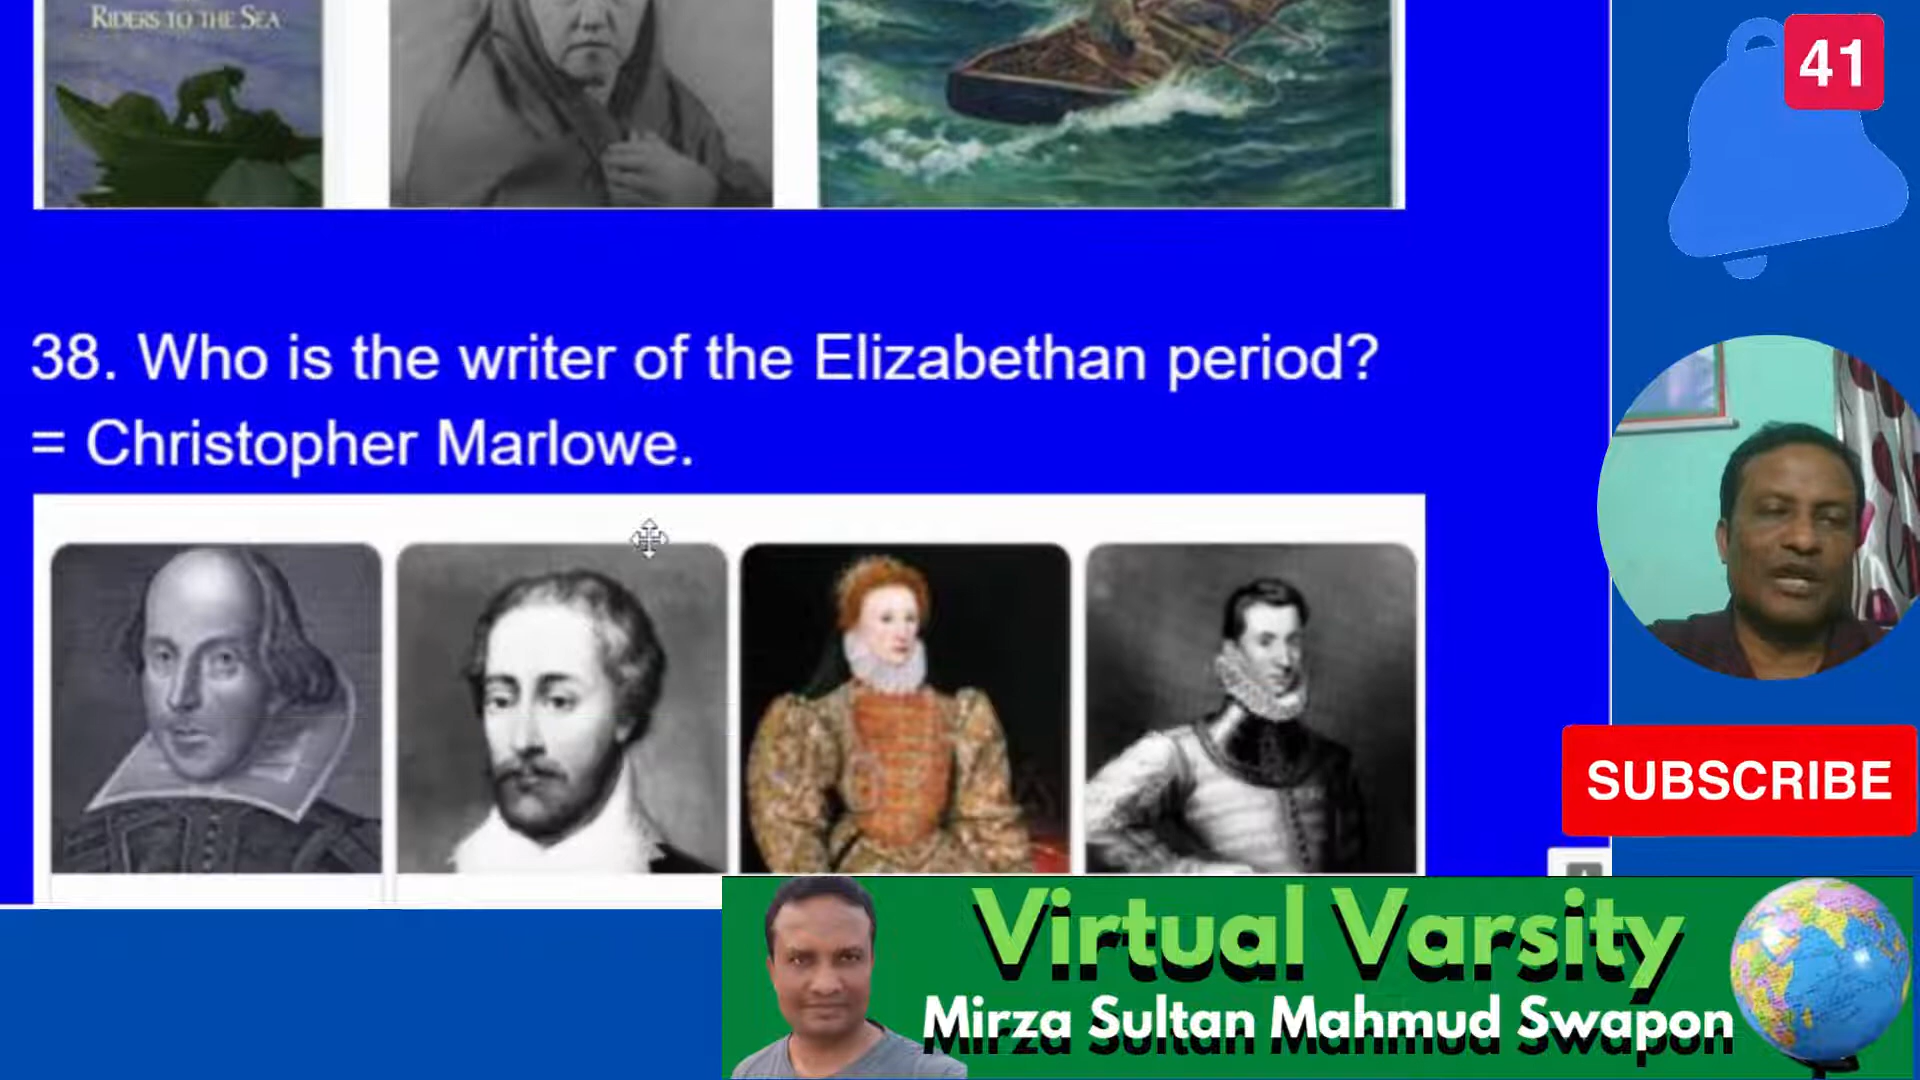 RIDERS TO THE SEA
41
38. Who is the writer of the Elizabethan period?
= Christopher Marlowe.
SUBSCRIBE
Virtual Varsity
Mirza Sultan Mahmud Swapon